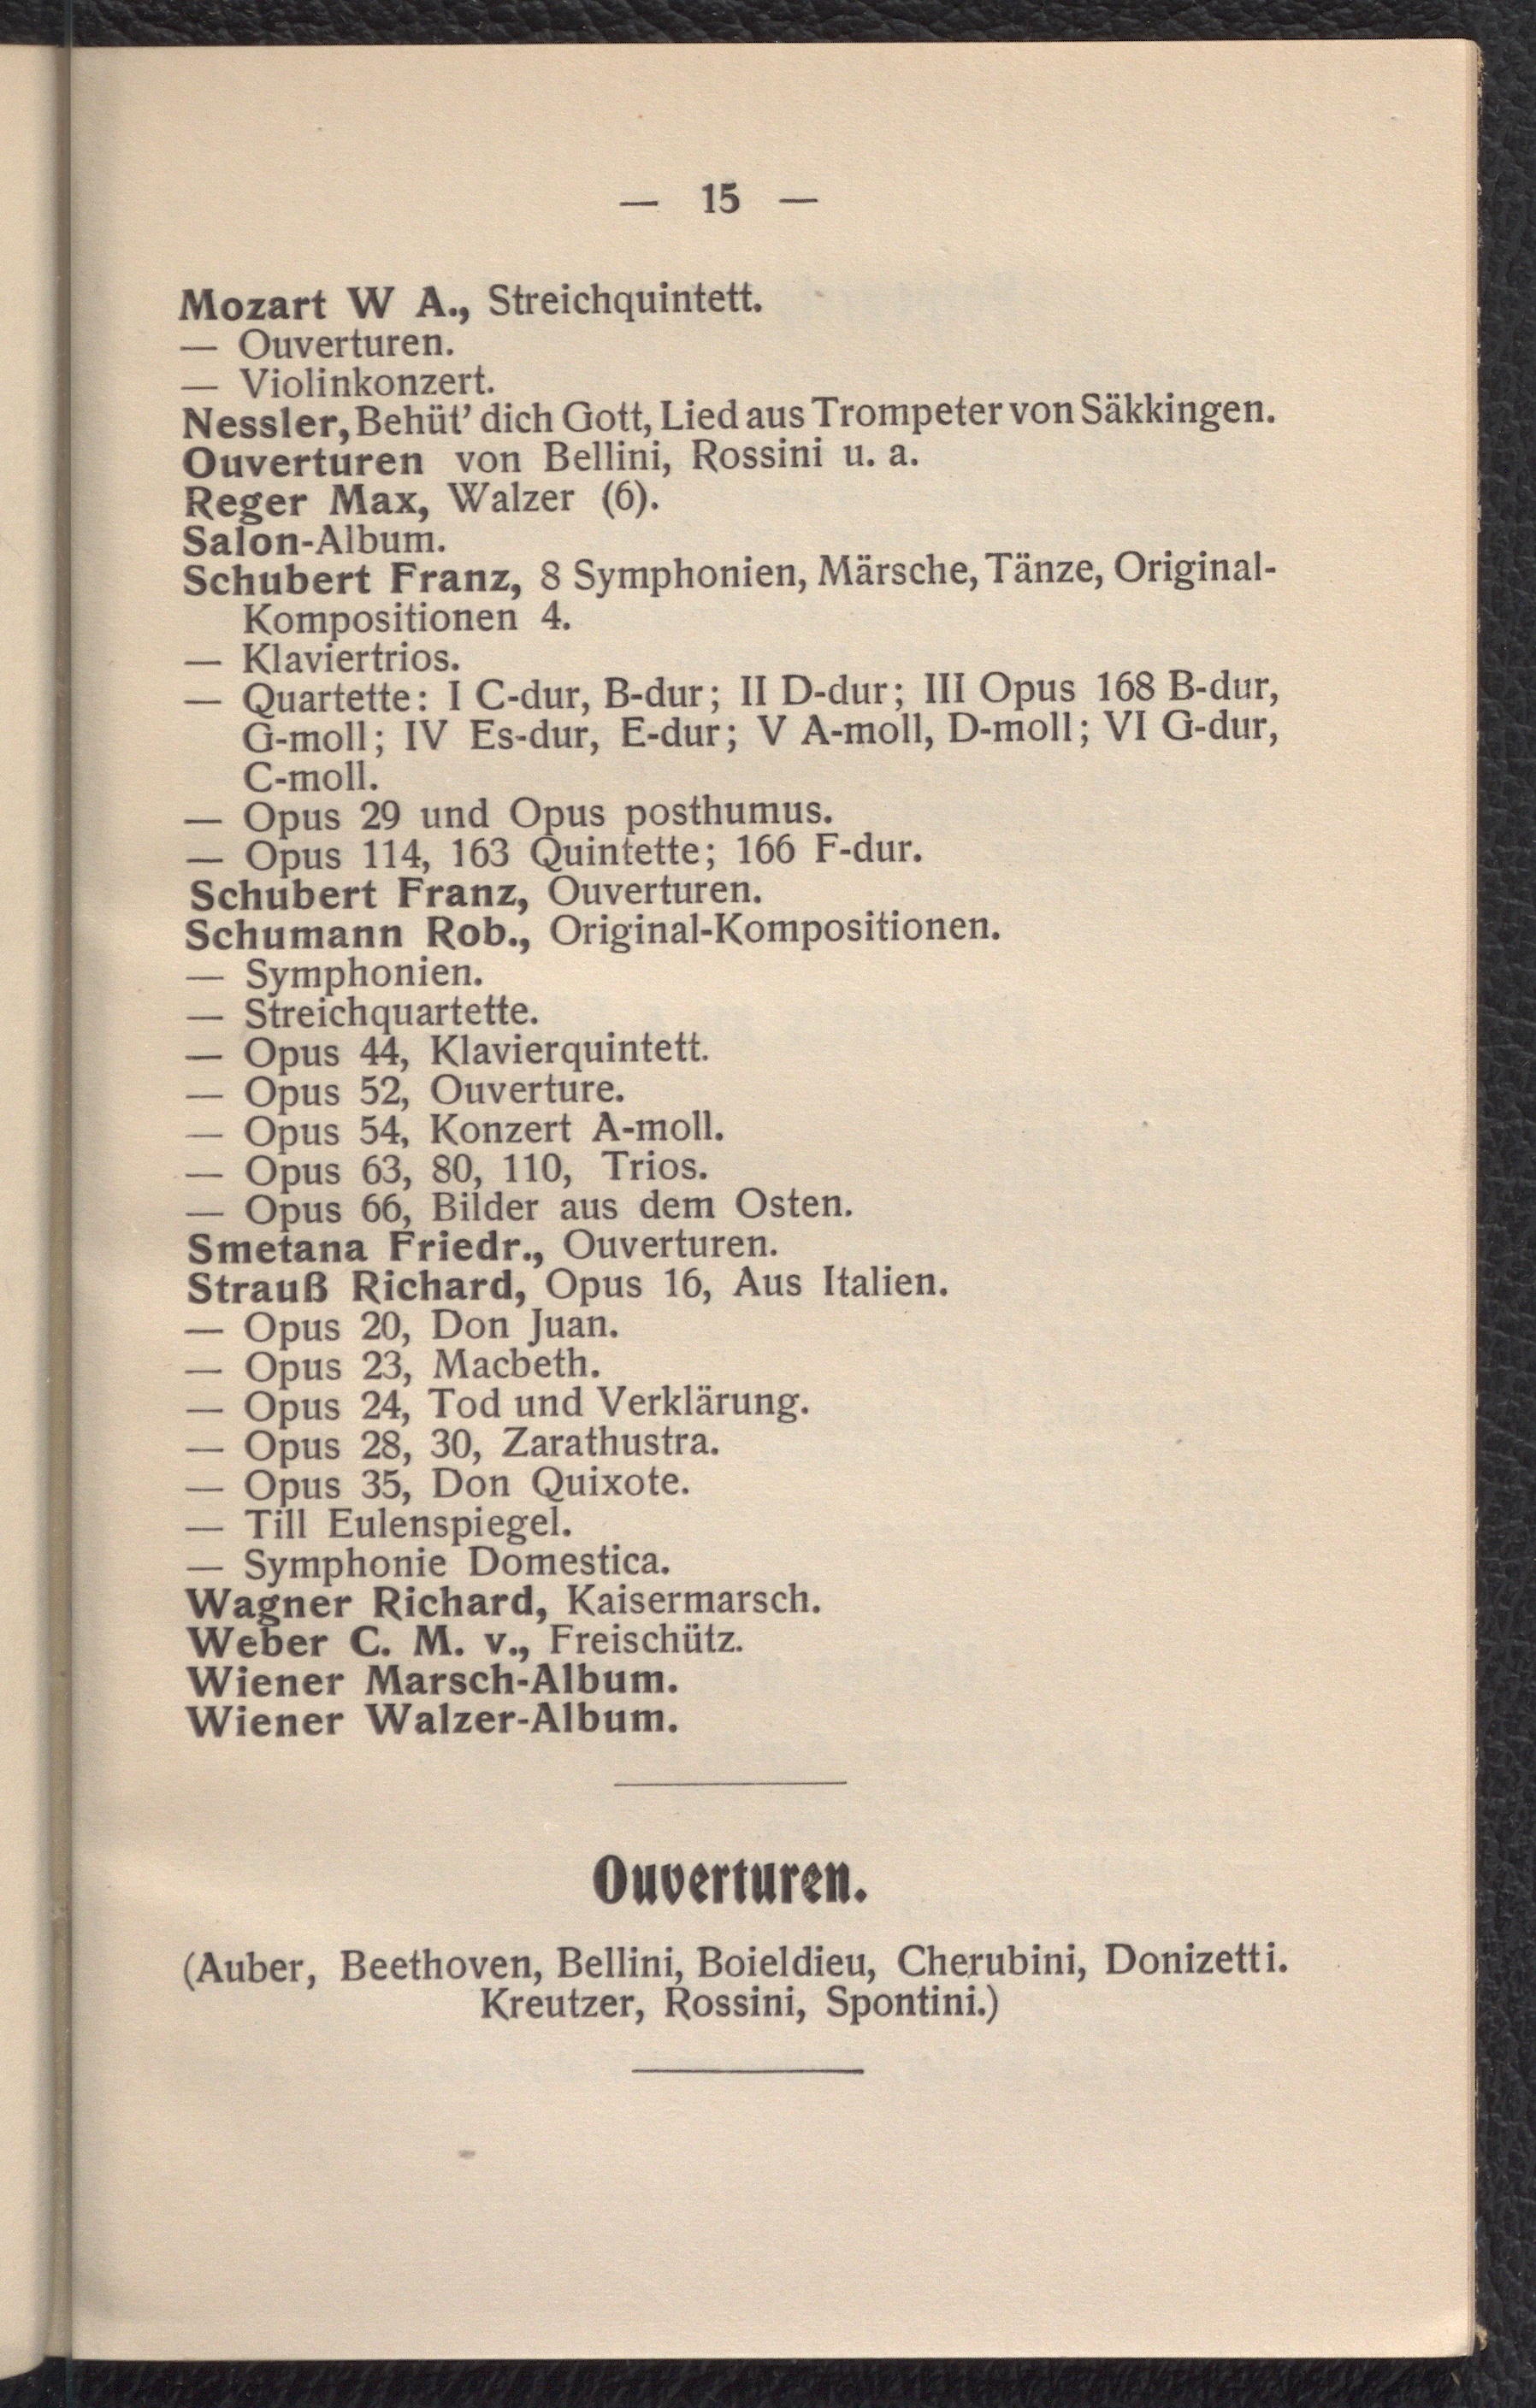 — 15 —
Mozart W A., Streichquintett.
— Ouverturen.
— Violinkonzert.
Nessler, Behüt' dich Gott, Lied aus Trompeter von Säkkingen.
Ouverturen von Bellini, Rossini u. a.
Reger Max, Walzer (6).
Salon-Album.
Schubert Franz, 8 Symphonien, Märsche, Tänze, Original-
Kompositionen 4.
— Klaviertrios.
— Quartette: I C-dur, B-dur; II D-dur; III Opus 168 B-dur,
G-moll; IV Es-dur, E-dur; V A-moll, D-moll; VI G-dur,
C-moll.
— Opus 29 und Opus posthumus.
— Opus 114, 163 Quintette; 166 F-dur.
Schubert Franz, Ouverturen.
Schumann Rob., Original-Kompositionen.
— Symphonien.
— Streichquartette.
— Opus 44, Klavierquintett.
— Opus 52, Ouverture.
— Opus 54, Konzert A-moll.
— Opus 63, 80, 110, Trios.
— Opus 66, Bilder aus dem Osten.
Smetana Friedr., Ouverturen.
Strauß Richard, Opus 16, Aus Italien.
— Opus 20, Don Juan.
— Opus 23, Macbeth.
— Opus 24, Tod und Verklärung.
— Opus 28, 30, Zarathustra.
— Opus 35, Don Quixote.
— Till Eulenspiegel.
— Symphonie Domestica.
Wagner Richard, Kaisermarsch.
Weber C. M. v., Freischütz.
Wiener Marsch-Album.
Wiener Walzer-Album.
Ouverturen.
(Auber, Beethoven, Bellini, Boieldieu, Cherubini, Donizetti.
Kreutzer, Rossini, Spontini.)